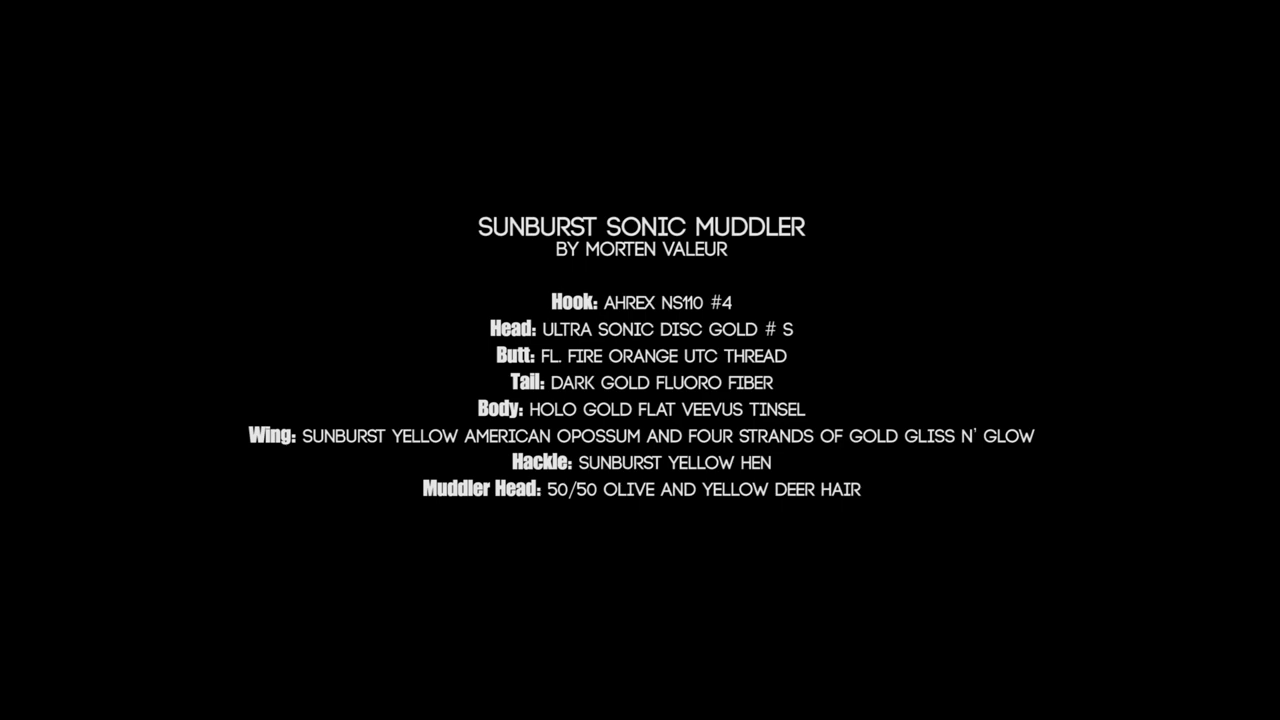 SUNBURST SONIC MUDDLER
BY MORTEN VALEUR
Hook: AHREX NS110 #4
Head: ULTRA SONIC DISC GOLD # S
Butt: FL. FIRE ORANGE UTC THREAD
Tail: DARK GOLD FLUORO FIBER
Body: HOLO GOLD FLAT VEEVUS TINSEL
Wing: SUNBURST YELLOW AMERICAN OPOSSUM AND FOUR STRANDS OF GOLD GLISS N' GLOW
Hackle: SUNBURST YELLOW HEN
Muddler Head: 50/50 OLIVE AND YELLOW DEER HAIR